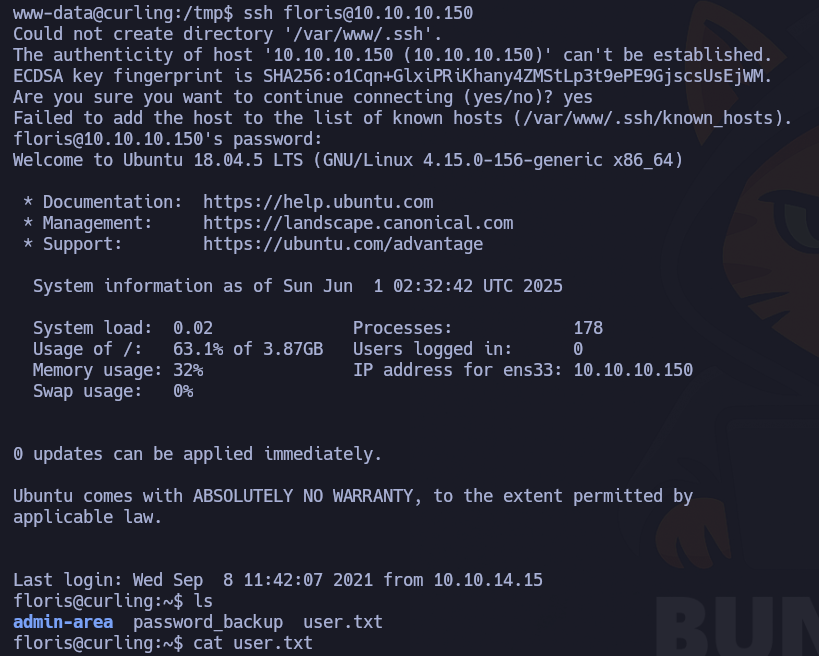 www-data@curling:/tmp$ ssh floris@10.10.10.150
Could not create directory '/var/www/.ssh'.
The authenticity of host '10.10.10.150 (10.10.10.150)' can't be established.
ECDSA key fingerprint is SHA256:o1Cqn+GlxiPRiKhany4ZMStLp3t9ePE9GjscsUsEjWM.
Are you sure you want to continue connecting (yes/no)? yes
Failed to add the host to the list of known hosts (/var/www/.ssh/known_hosts).
floris@10.10.10.150's password:
Welcome to Ubuntu 18.04.5 LTS (GNU/Linux 4.15.0-156-generic x86_64)
* Documentation:  https://help.ubuntu.com
* Management:     https://landscape.canonical.com
* Support:        https://ubuntu.com/advantage
System information as of Sun Jun  1 02:32:42 UTC 2025
System load:  0.02              Processes:            178
Usage of /:   63.1% of 3.87GB   Users logged in:      0
Memory usage: 32%               IP address for ens33: 10.10.10.150
Swap usage:   0%
0 updates can be applied immediately.
Ubuntu comes with ABSOLUTELY NO WARRANTY, to the extent permitted by
applicable law.
Last login: Wed Sep  8 11:42:07 2021 from 10.10.14.15
floris@curling:~$ ls
admin-area  password_backup  user.txt
floris@curling:~$ cat user.txt
BUN